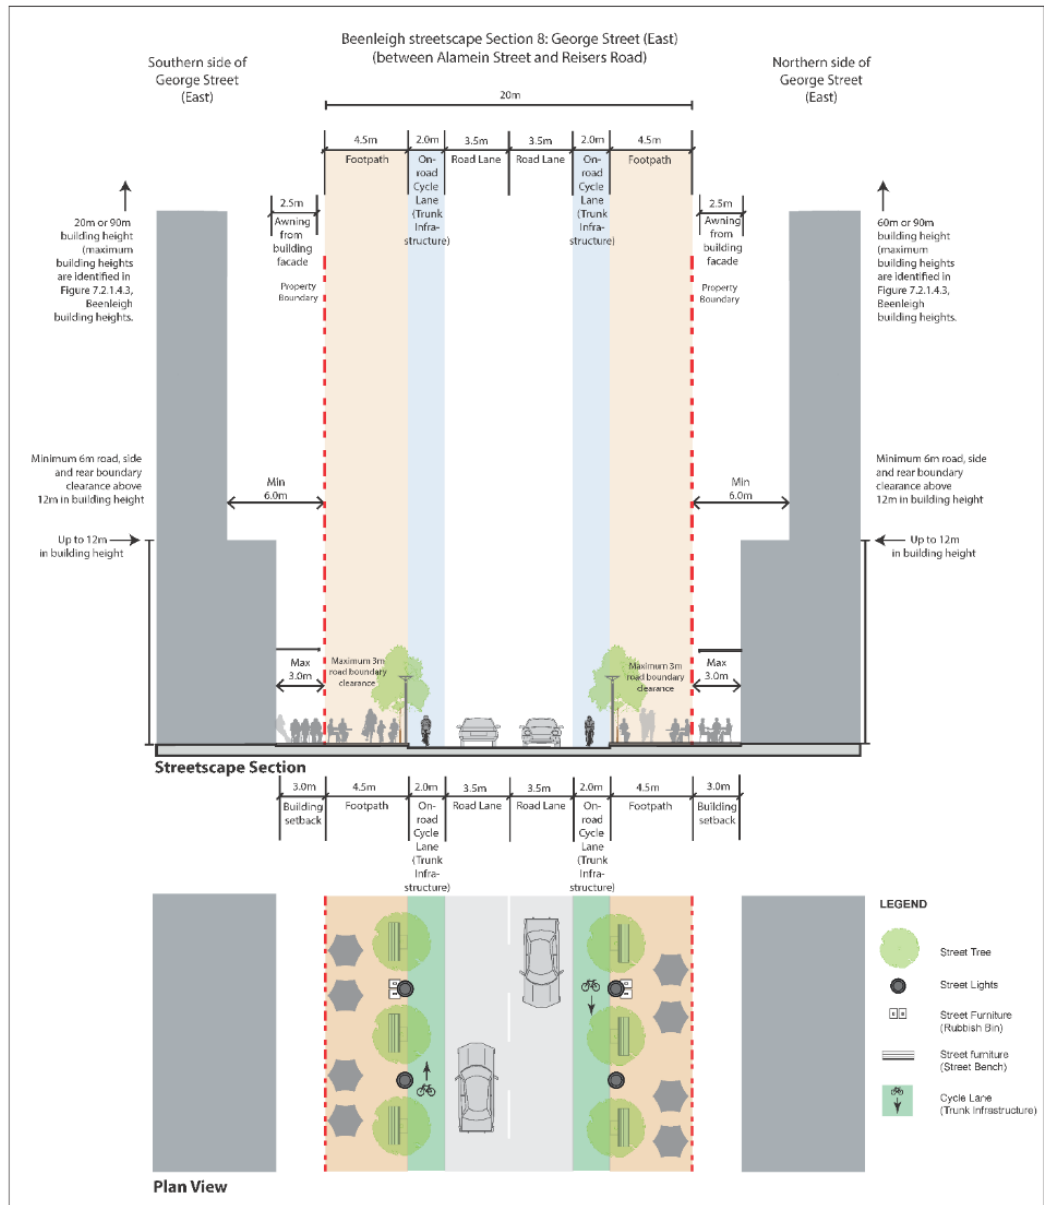 Beenleigh streetscape Section 8: George Street (East)
(between Alamein Street and Reisers Road)
Southern side of
George Street
(East)
Northern side of
George Street
(East)
20m
4.5m
2.0m
3.5m
3.5m
2.0m
4.5m
Footpath
On-
road
Cycle
Lane
(Trunk
Infra-
structure)
Road Lane
Road Lane
On-
road
Cycle
Lane
(Trunk
Infra-
structure)
Footpath
2.5m
Awning
from
building
facade
Property
Boundary
2.5m
Awning
from
building
facade
Property
Boundary
20m or 90m
building height
(maximum
building heights
are identified in
Figure 7.2.1.4.3,
Beenleigh
building heights.
60m or 90m
building height
(maximum
building heights
are identified in
Figure 7.2.1.4.3,
Beenleigh
building heights.
Minimum 6m road, side
and rear boundary
clearance above
12m in building height
Min
6.0m
Min
6.0m
Minimum 6m road, side
and rear boundary
clearance above
12m in building height
Up to 12m
in building height
Up to 12m
in building height
Max
3.0m
Maximum 3m
road boundary
clearance
Maximum 3m
road boundary
clearance
Max
3.0m
Streetscape Section
3.0m
4.5m
2.0m
3.5m
3.5m
2.0m
4.5m
3.0m
Building
setback
Footpath
On-
road
Cycle
Lane
(Trunk
Infra-
structure)
Road Lane
Road Lane
On-
road
Cycle
Lane
(Trunk
Infra-
structure)
Footpath
Building
setback
LEGEND
Street Tree
Street Lights
Street Furniture
(Rubbish Bin)
Street furniture
(Street Bench)
Cycle Lane
(Trunk Infrastructure)
Plan View